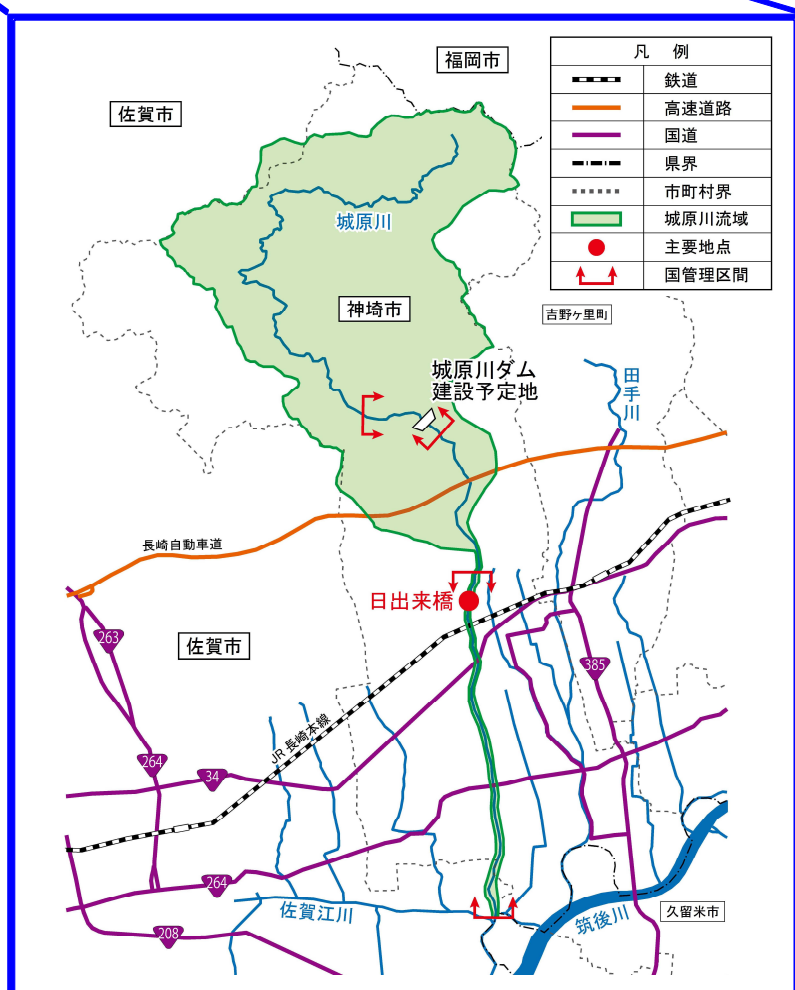 福岡市
佐賀市
凡 例
鉄道
高速道路
国道
県界
市町村界
城原川流域
主要地点
国管理区間
城原川
神埼市
吉野ヶ里町
城原川ダム
建設予定地
田手川
長崎自動車道
日出来橋
263
佐賀市
385
JR長崎本線
264
34
264
佐賀江川
筑後川
久留米市
208